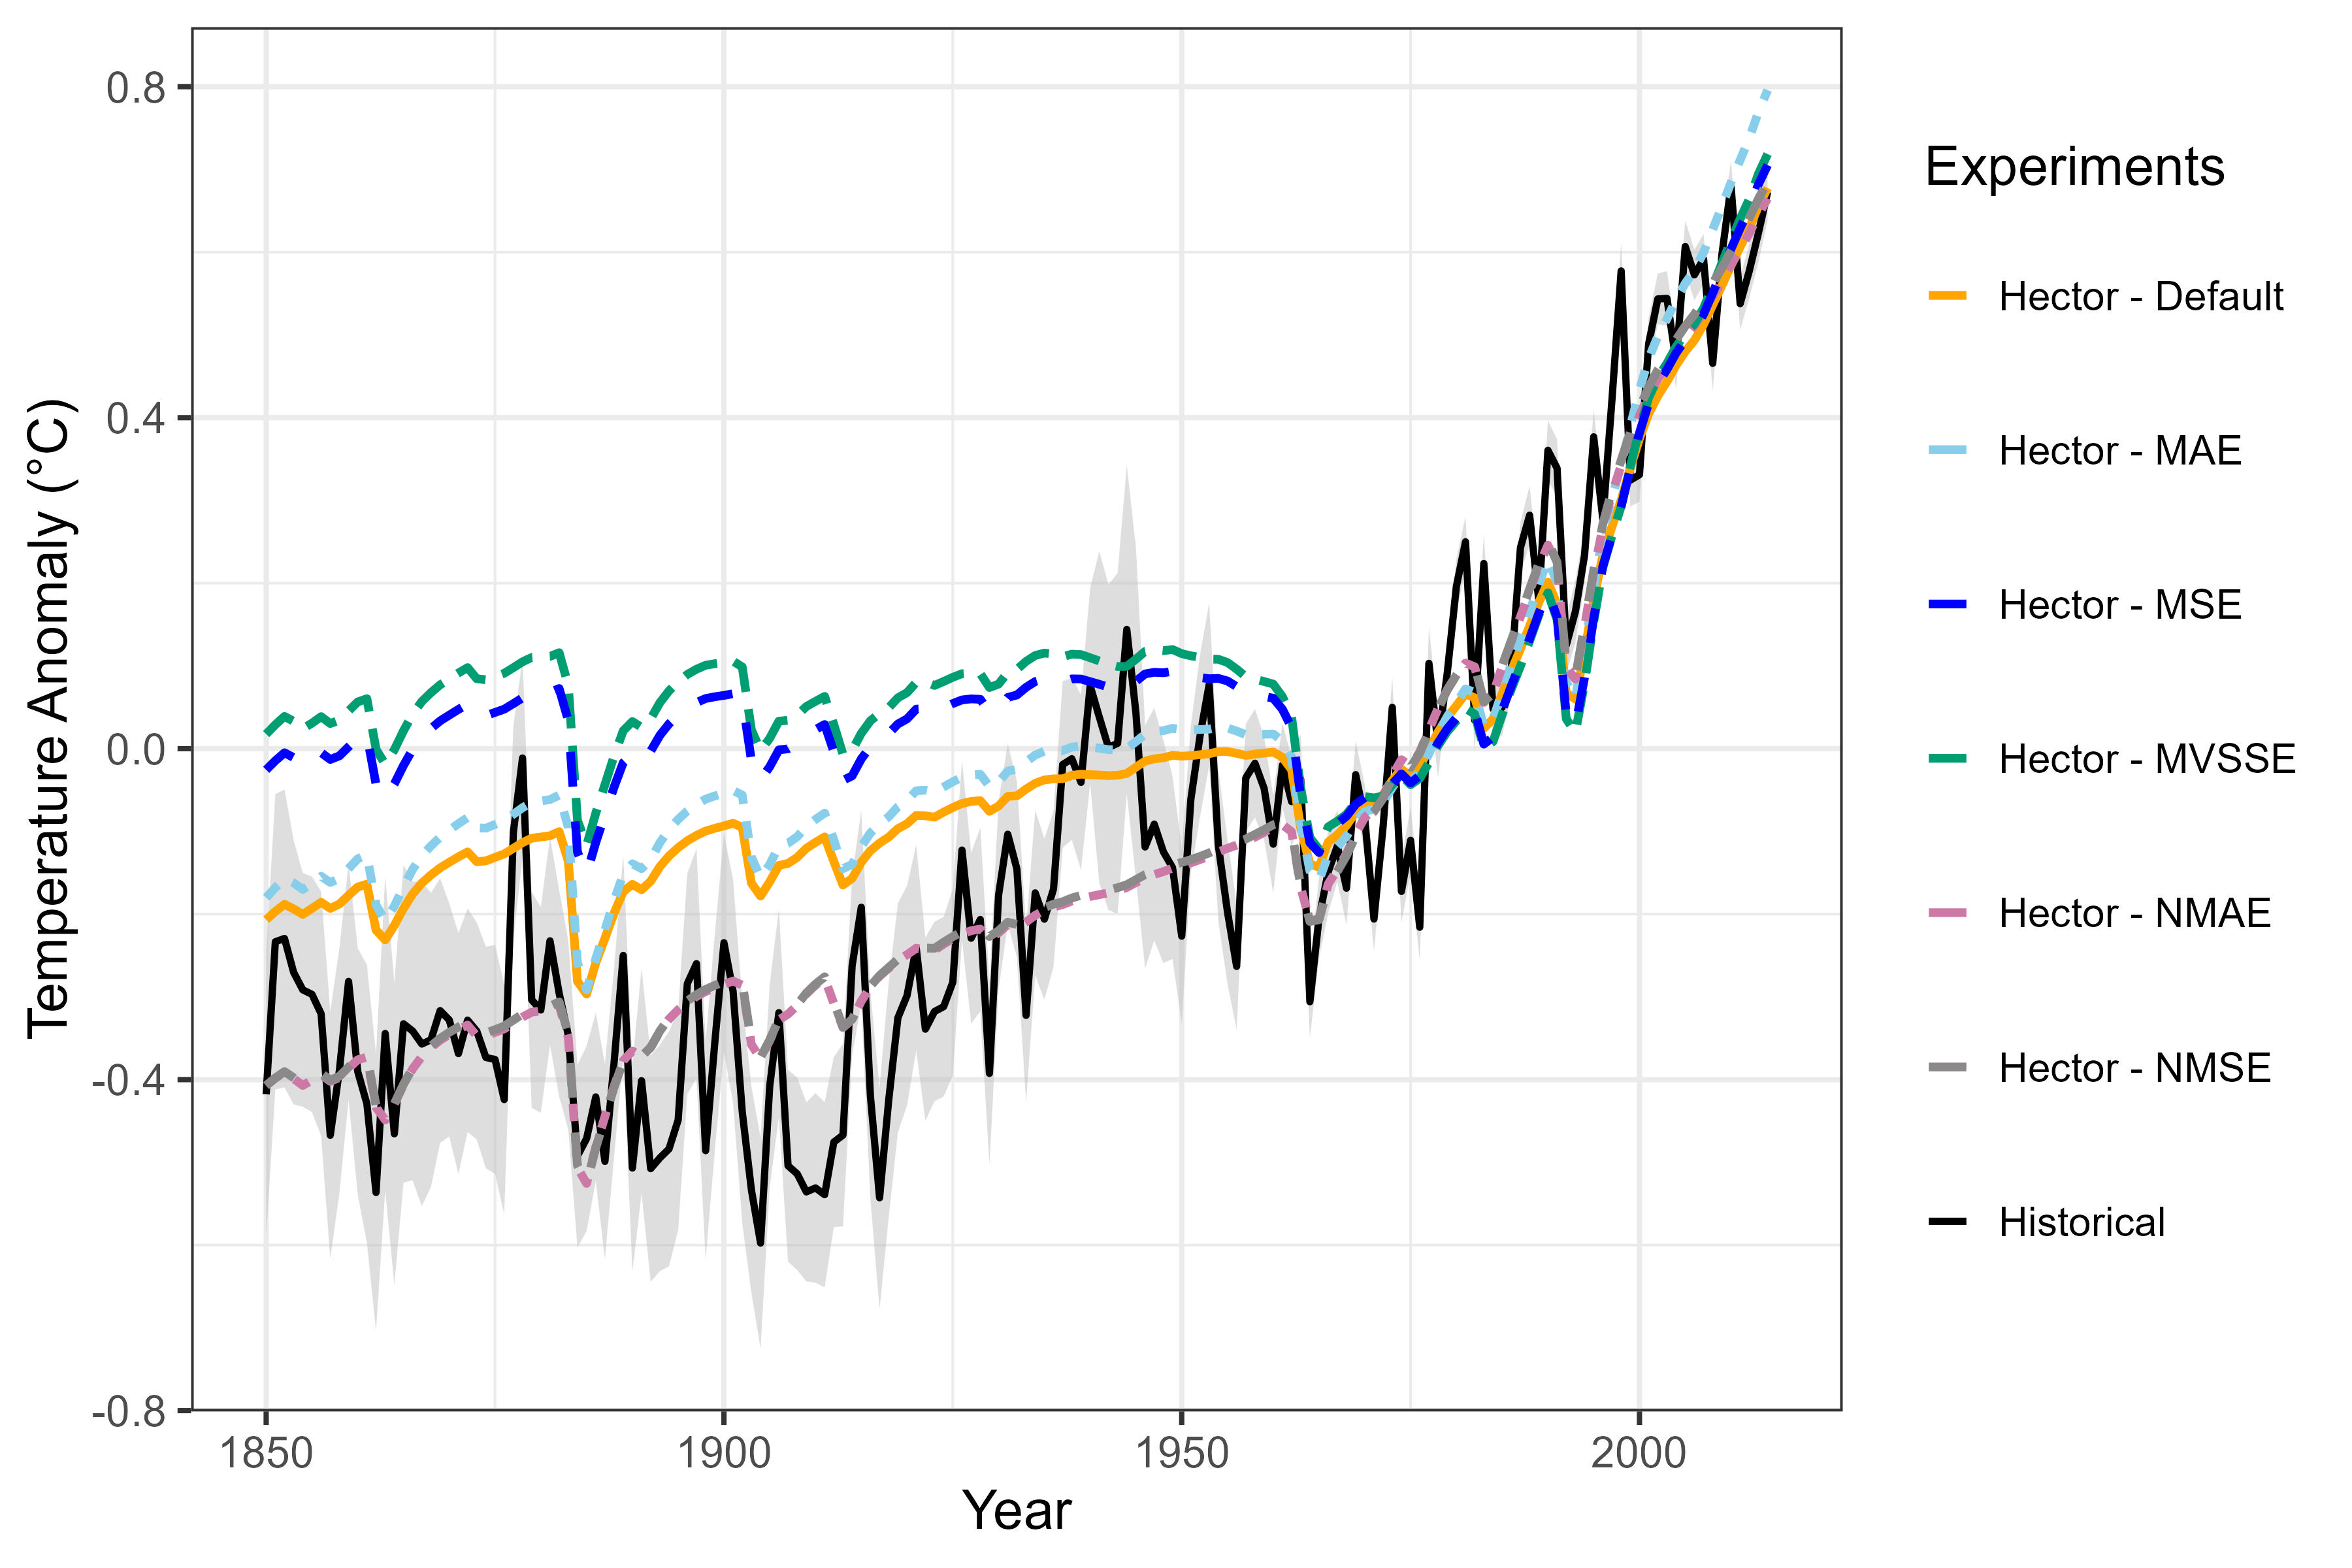 0.8
0.4
0.0
-0.4
-0.8
Temperature Anomaly (°C)
1850
1900
1950
2000
Year
Experiments
Hector - Default
Hector - MAE
Hector - MSE
Hector - MVSSE
Hector - NMAE
Hector - NMSE
Historical